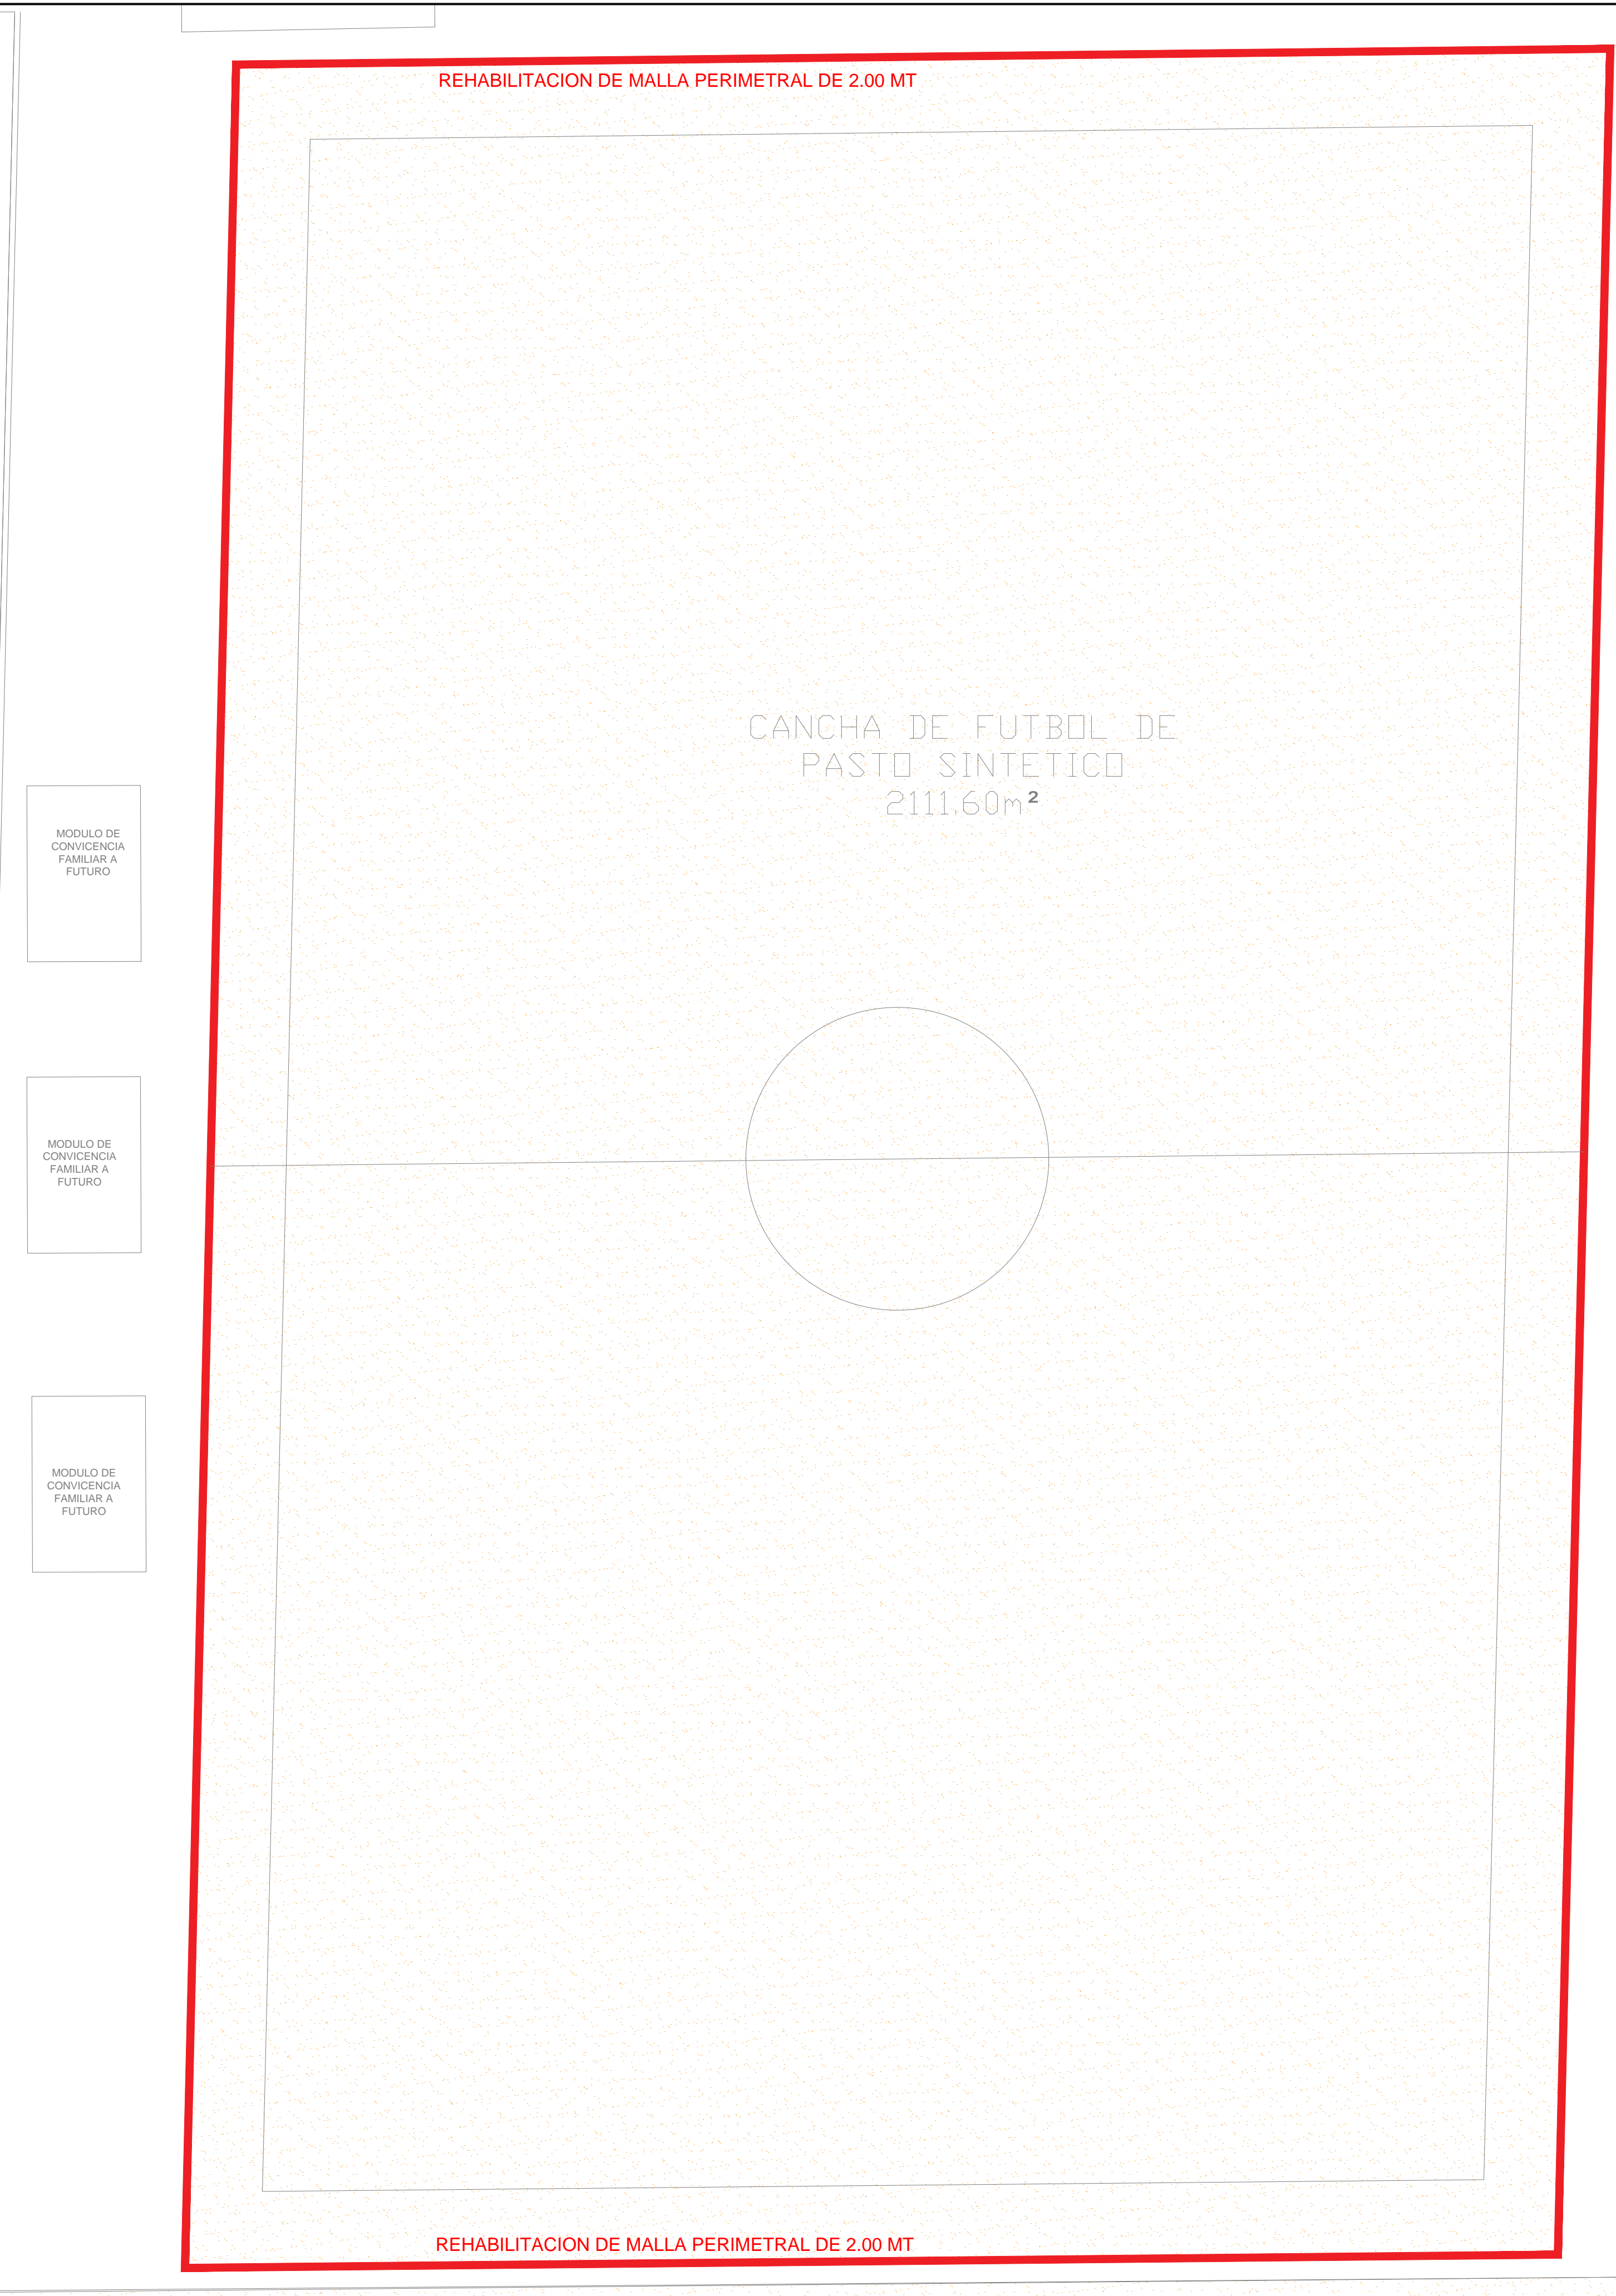 REHABILITACION DE MALLA PERIMETRAL DE 2.00 MT
CANCHA DE FUTBOL DE
PASTO SINTETICO
2111.60m²
MODULO DE
CONVICENCIA
FAMILIAR A
FUTURO
MODULO DE
CONVICENCIA
FAMILIAR A
FUTURO
MODULO DE
CONVICENCIA
FAMILIAR A
FUTURO
REHABILITACION DE MALLA PERIMETRAL DE 2.00 MT